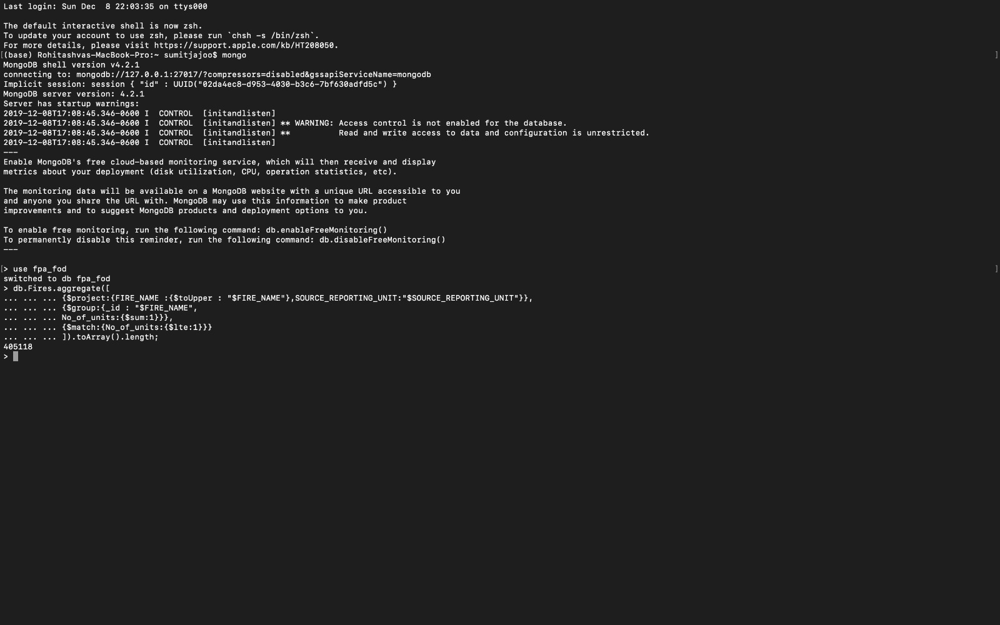 Last login: Sun Dec  8 22:03:35 on ttys000

The default interactive shell is now zsh.
To update your account to use zsh, please run `chsh -s /bin/zsh`.
For more details, please visit https://support.apple.com/kb/HT208050.
[(base) Rohitashvas-MacBook-Pro:~ sumitjajoo$ mongo ]
MongoDB shell version v4.2.1
connecting to: mongodb://127.0.0.1:27017/?compressors=disabled&gssapiServiceName=mongodb
Implicit session: session { "id" : UUID("02da4ec8-d953-4030-b3c6-7bf630adfd5c") }
MongoDB server version: 4.2.1
Server has startup warnings:
2019-12-08T17:08:45.346-0600 I  CONTROL  [initandlisten]
2019-12-08T17:08:45.346-0600 I  CONTROL  [initandlisten] ** WARNING: Access control is not enabled for the database.
2019-12-08T17:08:45.346-0600 I  CONTROL  [initandlisten] **          Read and write access to data and configuration is unrestricted.
2019-12-08T17:08:45.346-0600 I  CONTROL  [initandlisten]
---
Enable MongoDB's free cloud-based monitoring service, which will then receive and display
metrics about your deployment (disk utilization, CPU, operation statistics, etc).

The monitoring data will be available on a MongoDB website with a unique URL accessible to you
and anyone you share the URL with. MongoDB may use this information to make product
improvements and to suggest MongoDB products and deployment options to you.

To enable free monitoring, run the following command: db.enableFreeMonitoring()
To permanently disable this reminder, run the following command: db.disableFreeMonitoring()
---

[> use fpa_fod ]
switched to db fpa_fod
> db.Fires.aggregate([
... ... ... {$project:{FIRE_NAME :{$toUpper : "$FIRE_NAME"},SOURCE_REPORTING_UNIT:"$SOURCE_REPORTING_UNIT"}},
... ... ... {$group:{_id : "$FIRE_NAME",
... ... ... No_of_units:{$sum:1}}},
... ... ... {$match:{No_of_units:{$lte:1}}}
... ... ... ]).toArray().length;
405118
>